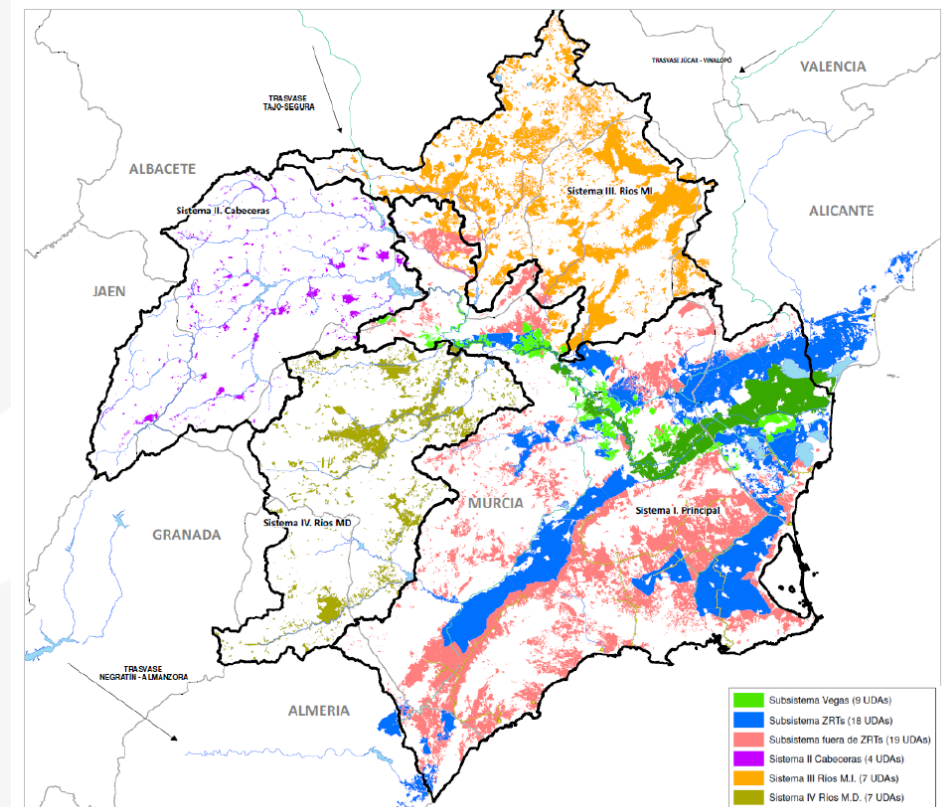 TRASVASE JÚCAR - VINALOPÓ
VALENCIA
TRASVASE
TAJO-SEGURA
ALBACETE
Sistema III. Rios MI
Sistema II. Cabeceras
ALICANTE
JAEN
MURCIA
Sistema I. Principal
Sistema IV. Rios MD
GRANADA
TRASVASE
NEGRATÍN - ALMANZORA
ALMERIA
Subsistema Vegas (9 UDAs)
Subsistema ZRTs (18 UDAs)
Subsistema fuera de ZRTs (19 UDAs)
Sistema II Cabeceras (4 UDAs)
Sistema III Rios M.I. (7 UDAs)
Sistema IV Rios M.D. (7 UDAs)